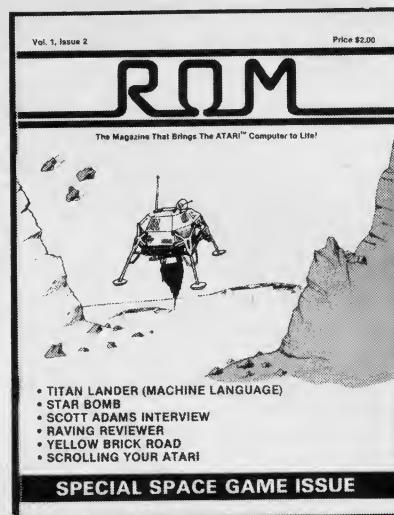 Vol. 1, Issue 2
Price $2.00
ROM
The Magazine That Brings The ATARI™ Computer to Life!
• TITAN LANDER (MACHINE LANGUAGE)
• STAR BOMB
• SCOTT ADAMS INTERVIEW
• RAVING REVIEWER
• YELLOW BRICK ROAD
• SCROLLING YOUR ATARI
SPECIAL SPACE GAME ISSUE